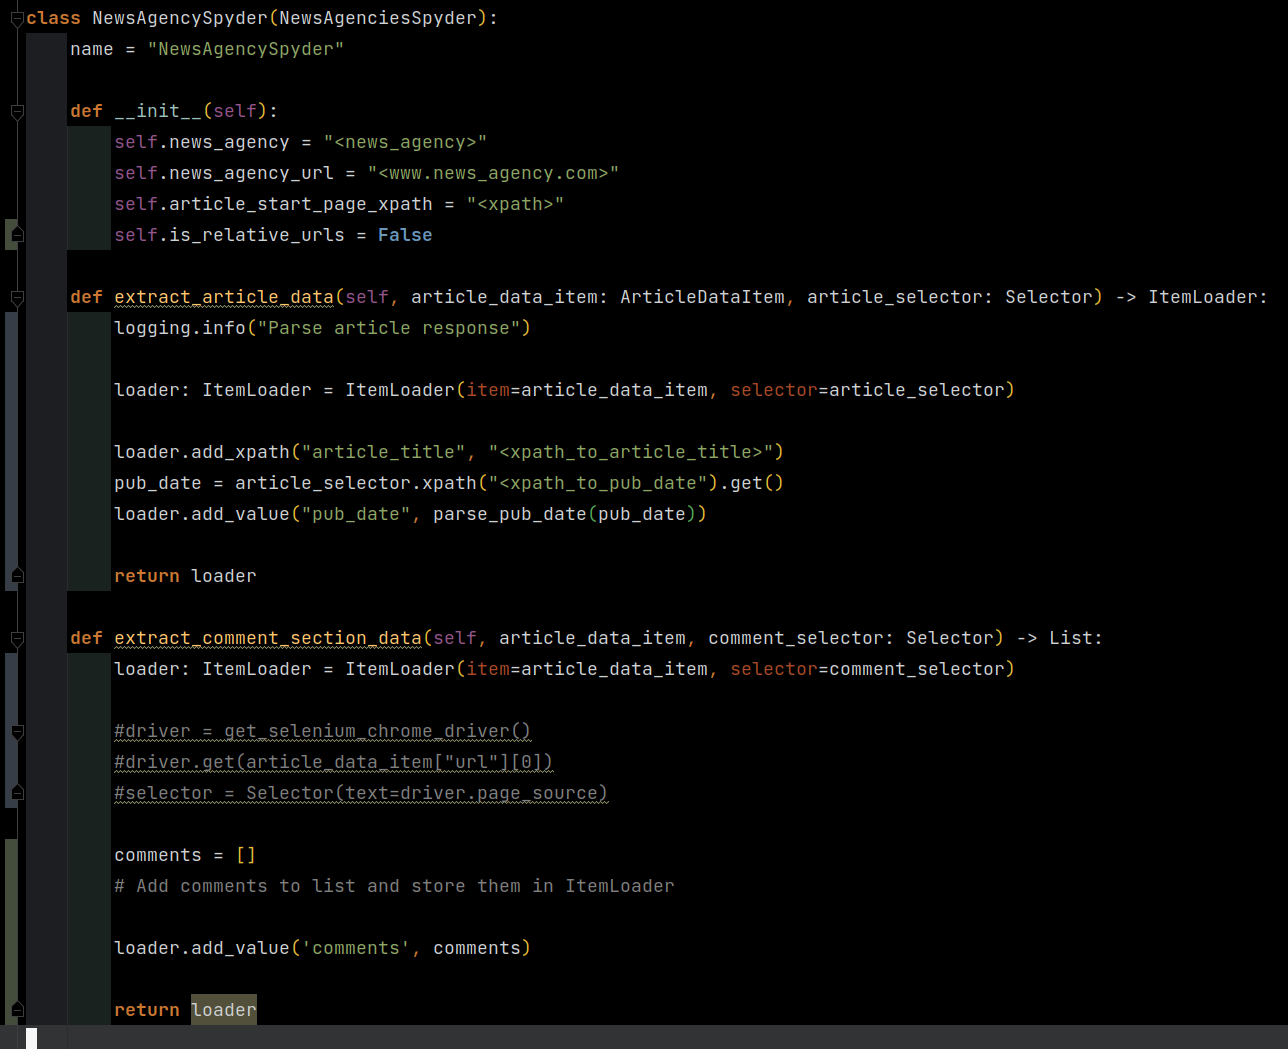 class NewsAgencySpyder(NewsAgenciesSpyder):
    name = "NewsAgencySpyder"

    def __init__(self):
        self.news_agency = "<news_agency>"
        self.news_agency_url = "<www.news_agency.com>"
        self.article_start_page_xpath = "<xpath>"
        self.is_relative_urls = False

    def extract_article_data(self, article_data_item: ArticleDataItem, article_selector: Selector) -> ItemLoader:
        logging.info("Parse article response")

        loader: ItemLoader = ItemLoader(item=article_data_item, selector=article_selector)

        loader.add_xpath("article_title", "<xpath_to_article_title>")
        pub_date = article_selector.xpath("<xpath_to_pub_date").get()
        loader.add_value("pub_date", parse_pub_date(pub_date))

        return loader

    def extract_comment_section_data(self, article_data_item, comment_selector: Selector) -> List:
        loader: ItemLoader = ItemLoader(item=article_data_item, selector=comment_selector)

        #driver = get_selenium_chrome_driver()
        #driver.get(article_data_item["url"][0])
        #selector = Selector(text=driver.page_source)

        comments = []
        # Add comments to list and store them in ItemLoader

        loader.add_value('comments', comments)

        return loader